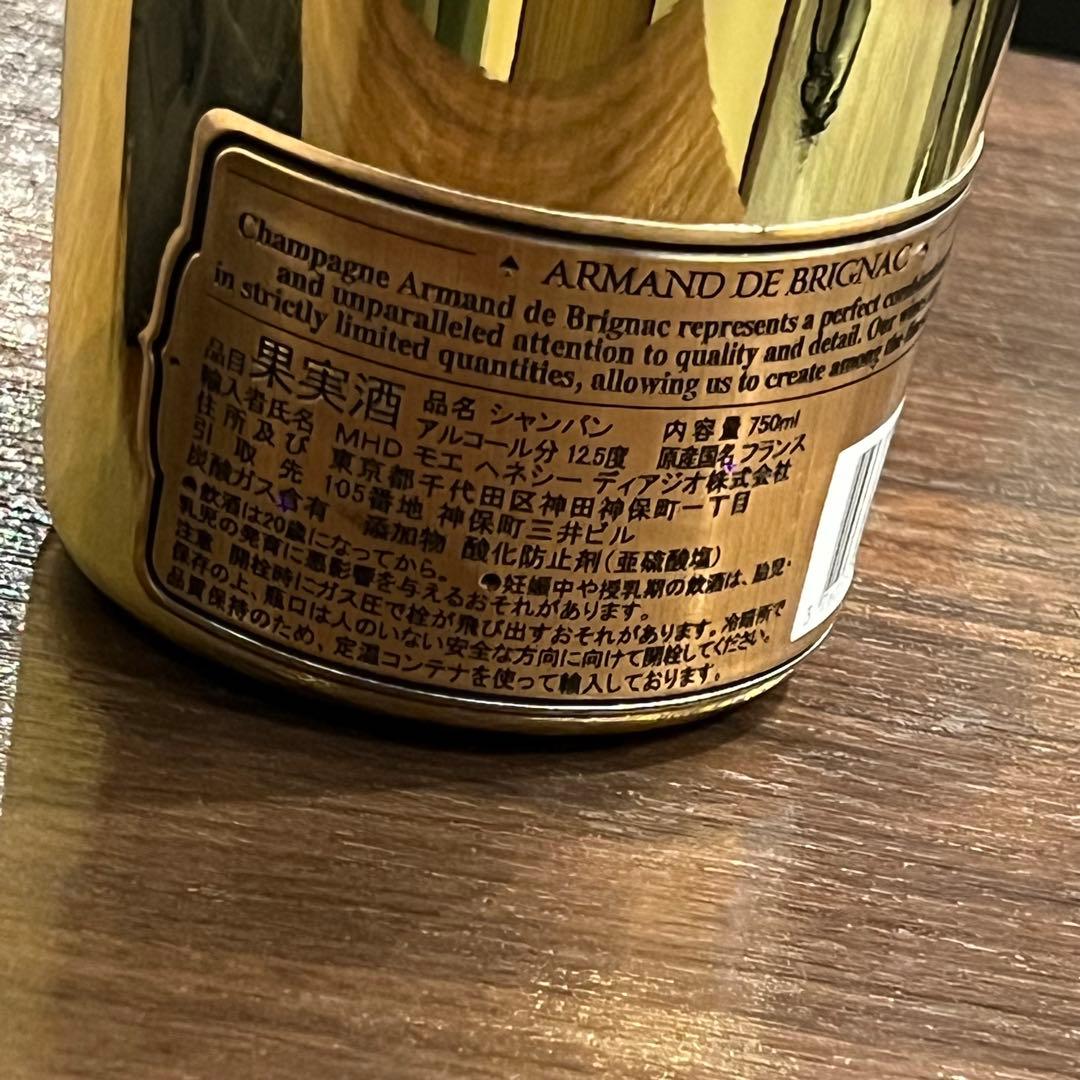 ARMAND DE BRIGNAC
Champagne Armand de Brignac represents a perfect
and unparalleled attention to quality and detail. Our
in strictly limited quantities, allowing us to create among the
品目 果実酒 品名 シャンパン 内容量 750ml
輸入者氏名 アルコール分 12.5度 原産国名 フランス
住所及び MHD モエ ヘネシー ディアジオ株式会社
引取先 東京都千代田区神田神保町一丁目
105番地 神保町三井ビル
炭酸ガス含有 添加物 酸化防止剤(亜硫酸塩)
●飲酒は20歳になってから。 ●妊娠中や授乳期の飲酒は、胎児・
乳児の発育に悪影響を与えるおそれがあります。
注意 開栓時にガス圧で栓が飛び出すおそれがあります。冷暗所で
保存の上、瓶口は人のいない安全な方向に向けて開栓してください。
品質保持のため、定温コンテナを使って輸入しております。